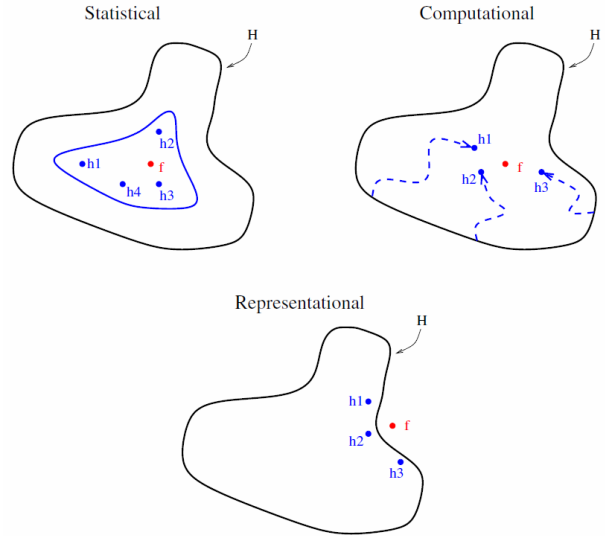 Statistical
Computational
H
H
h2
h1
f
h4
h3
h1
f
h2
h3
Representational
H
h1
f
h2
h3